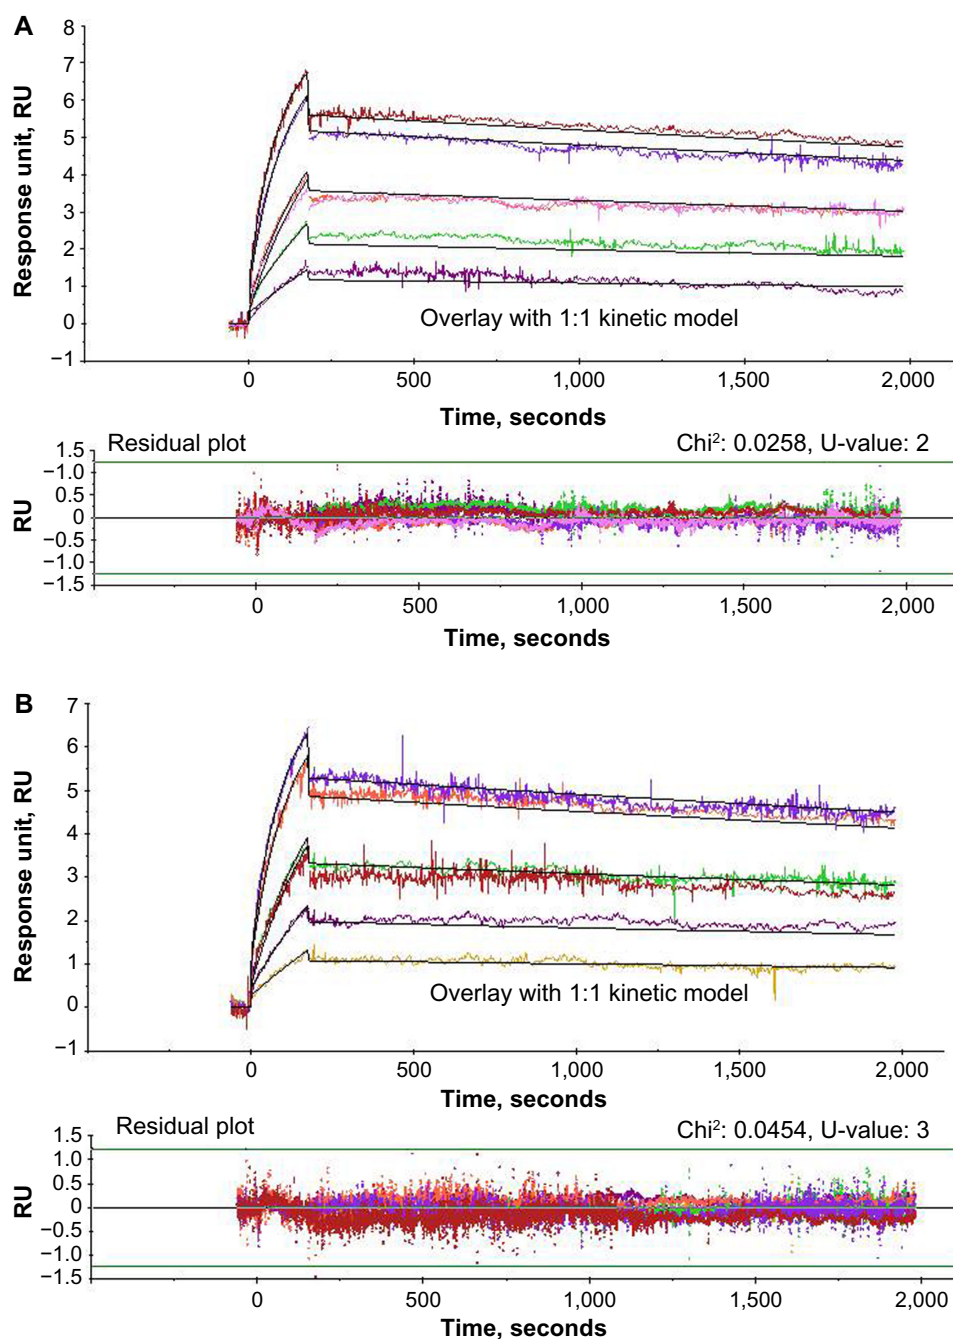 A
8
7
6
5
4
3
2
1
0
−1
Response unit, RU
Overlay with 1:1 kinetic model
0 500 1,000 1,500 2,000
Time, seconds
Residual plot Chi²: 0.0258, U-value: 2
1.5
−1.0
0.5
0
−0.5
−1.0
−1.5
RU
0 500 1,000 1,500 2,000
Time, seconds
B
7
6
5
4
3
2
1
0
−1
Response unit, RU
Overlay with 1:1 kinetic model
0 500 1,000 1,500 2,000
Time, seconds
Residual plot Chi²: 0.0454, U-value: 3
1.5
1.0
0.5
0
−0.5
−1.0
−1.5
RU
0 500 1,000 1,500 2,000
Time, seconds